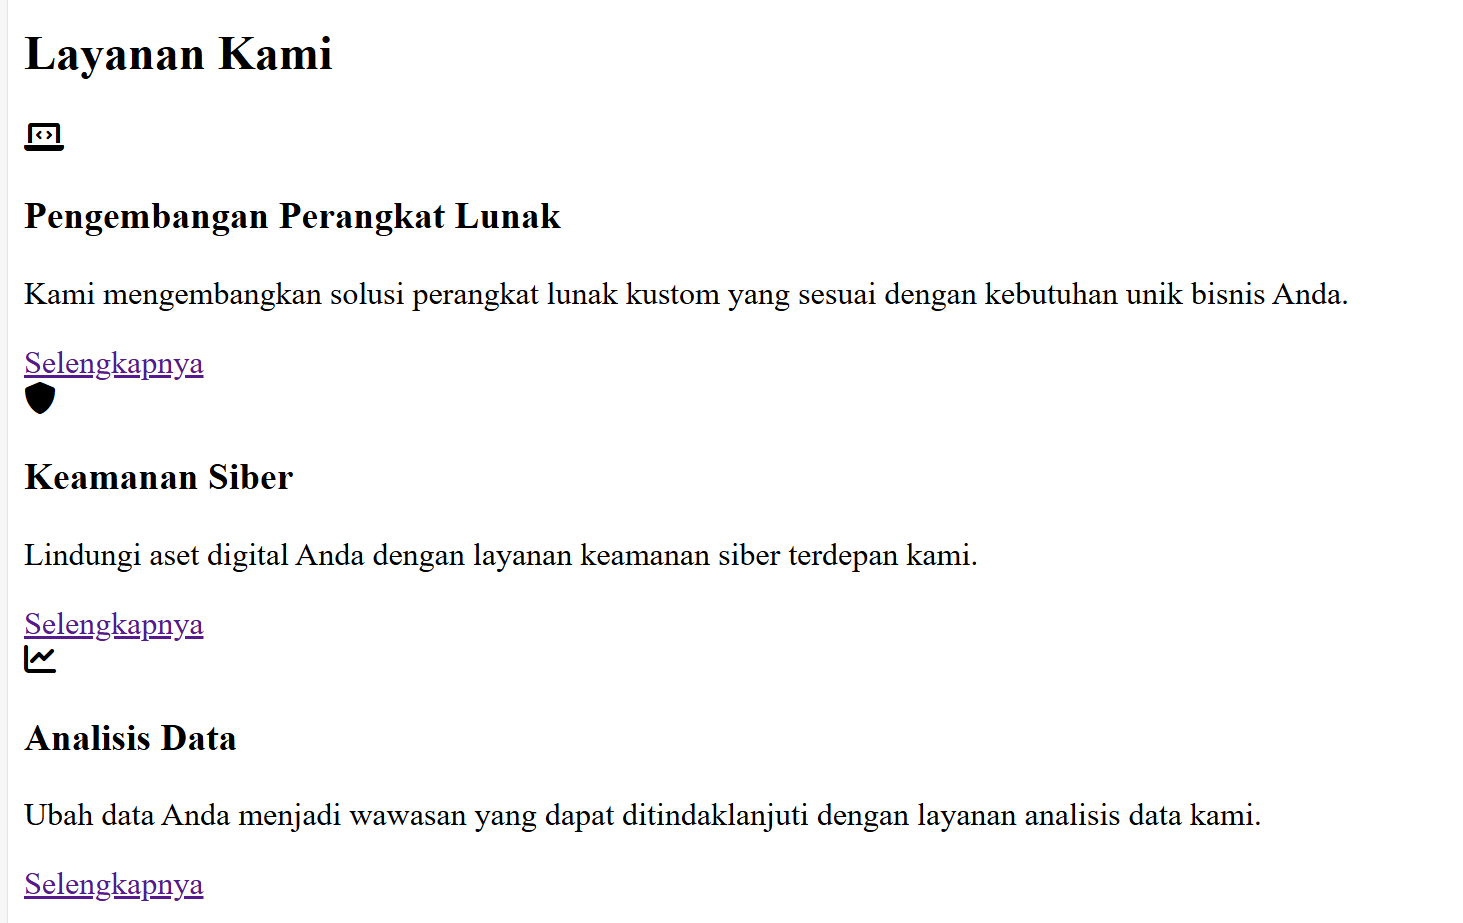 Layanan Kami
Pengembangan Perangkat Lunak
Kami mengembangkan solusi perangkat lunak kustom yang sesuai dengan kebutuhan unik bisnis Anda.
Selengkapnya
Keamanan Siber
Lindungi aset digital Anda dengan layanan keamanan siber terdepan kami.
Selengkapnya
Analisis Data
Ubah data Anda menjadi wawasan yang dapat ditindaklanjuti dengan layanan analisis data kami.
Selengkapnya